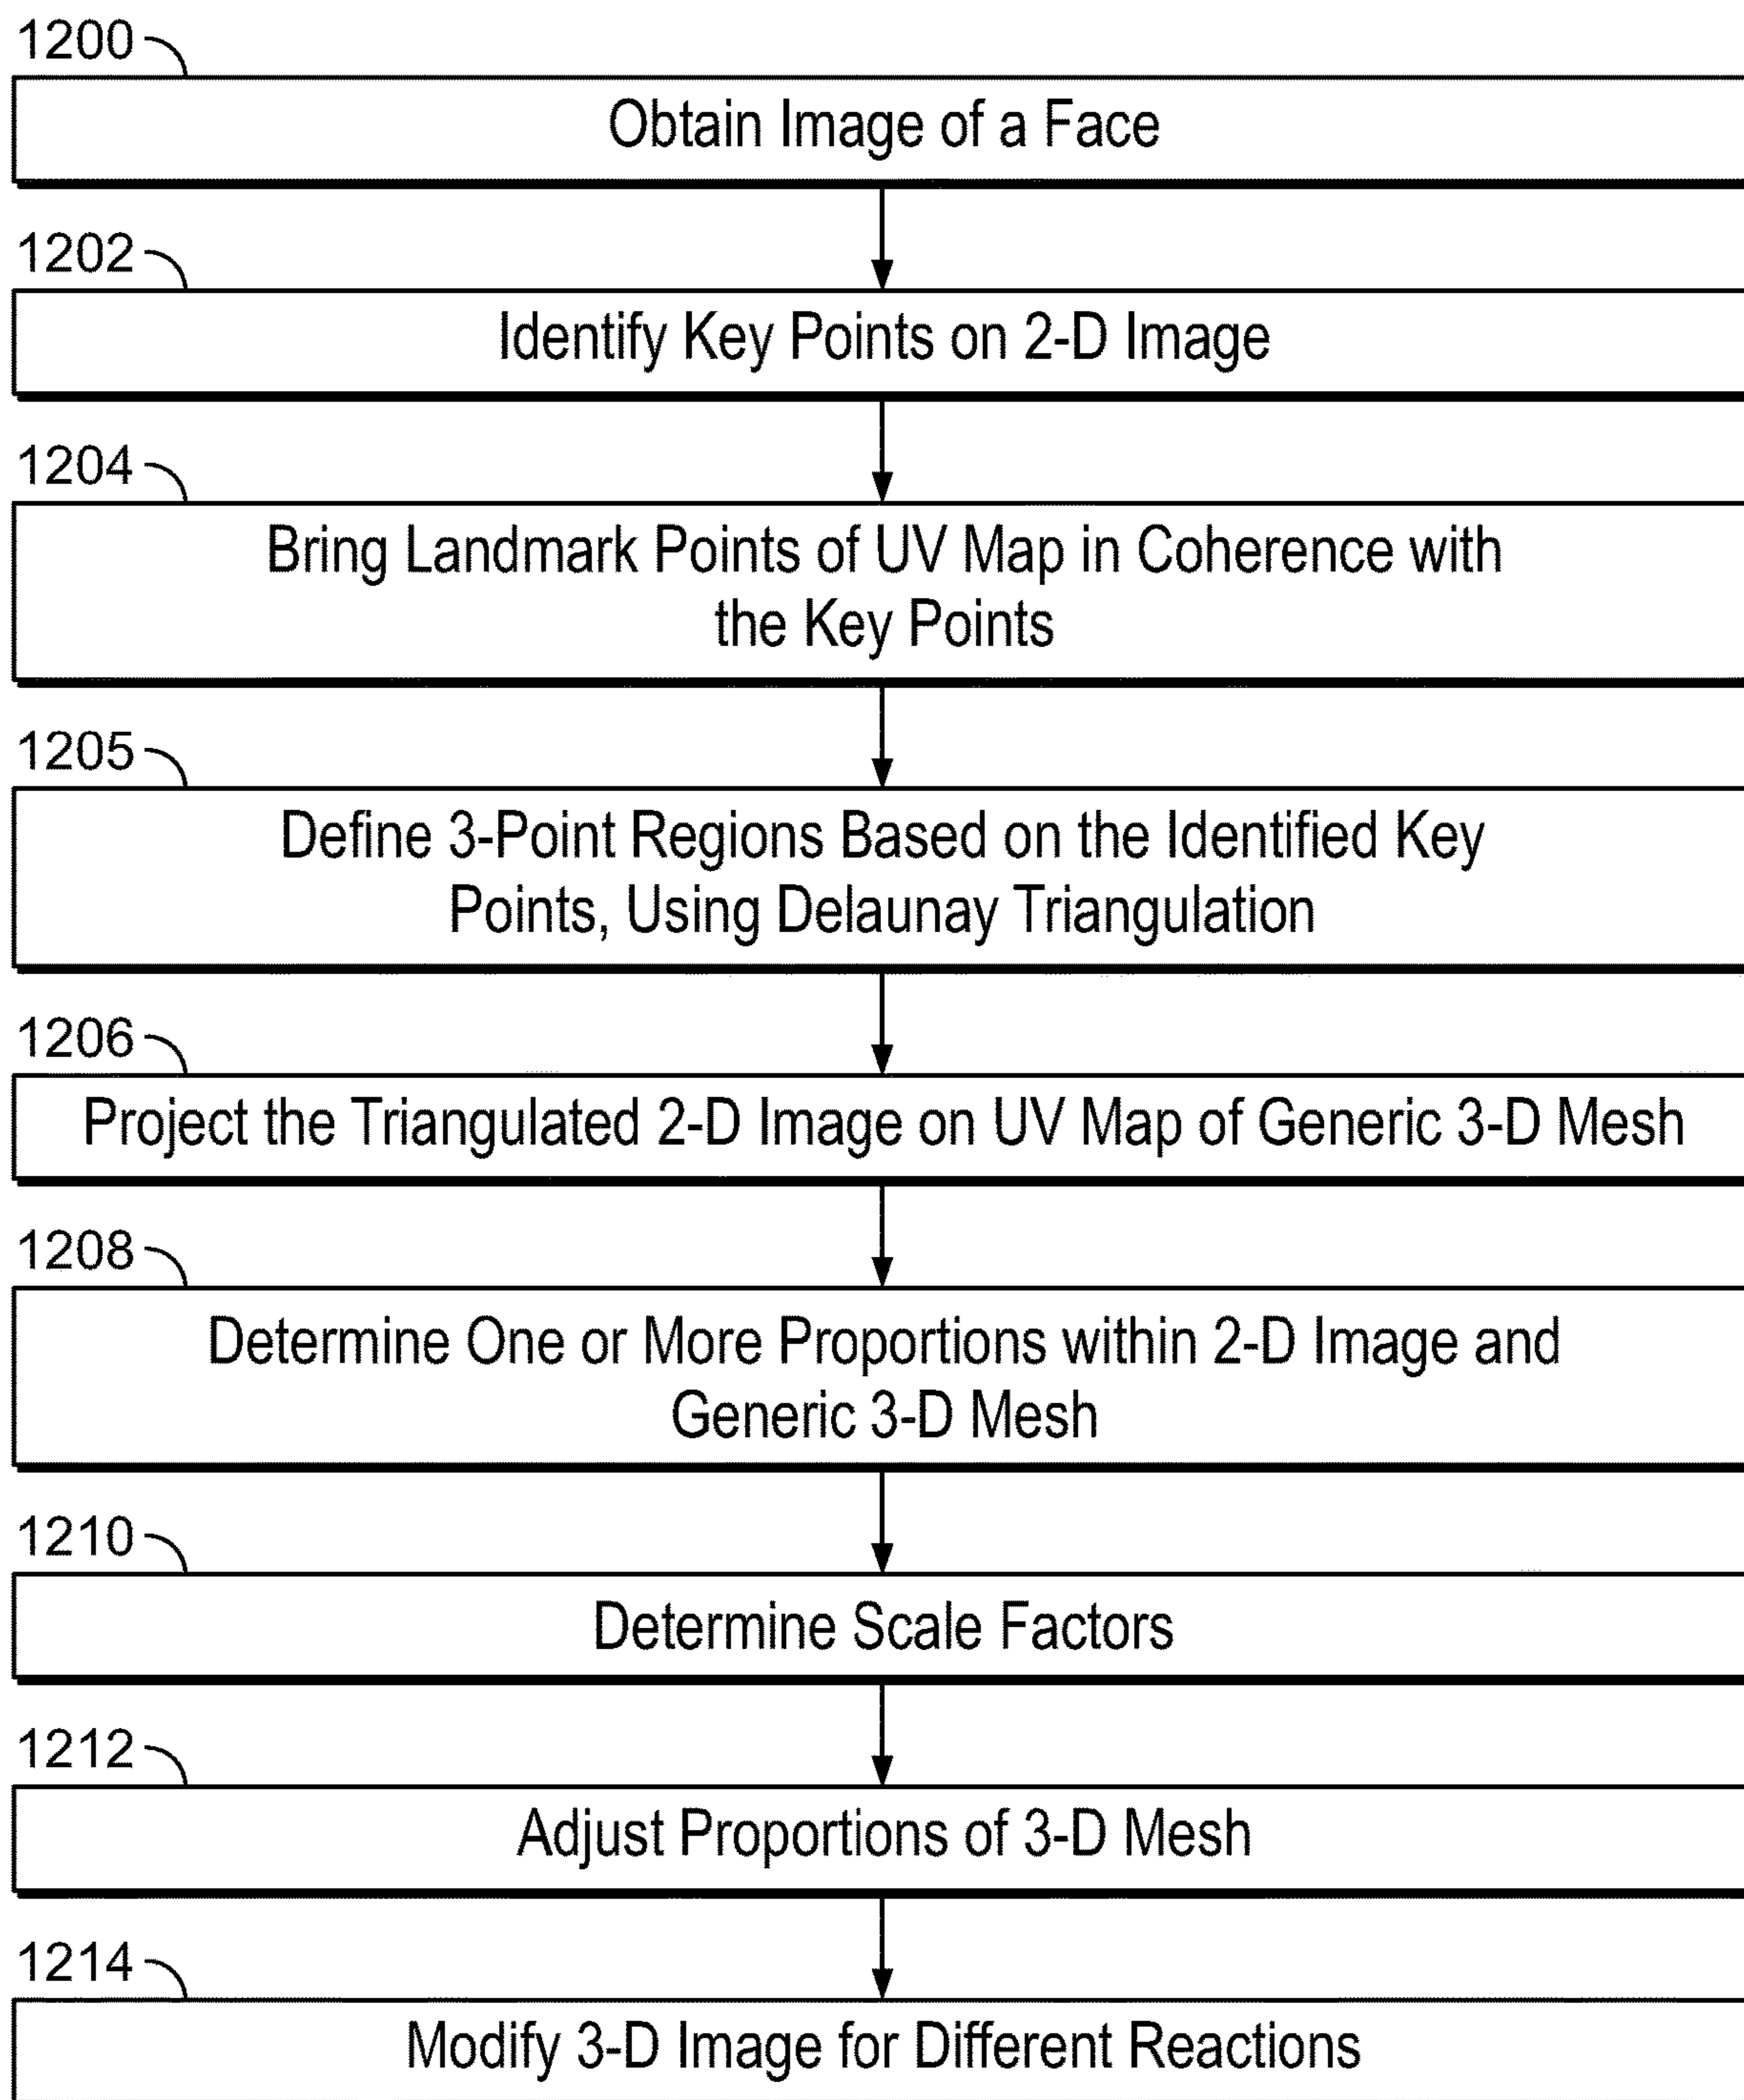 1200
Obtain Image of a Face
1202
Identify Key Points on 2-D Image
1204
Bring Landmark Points of UV Map in Coherence with
the Key Points
1205
Define 3-Point Regions Based on the Identified Key
Points, Using Delaunay Triangulation
1206
Project the Triangulated 2-D Image on UV Map of Generic 3-D Mesh
1208
Determine One or More Proportions within 2-D Image and
Generic 3-D Mesh
1210
Determine Scale Factors
1212
Adjust Proportions of 3-D Mesh
1214
Modify 3-D Image for Different Reactions